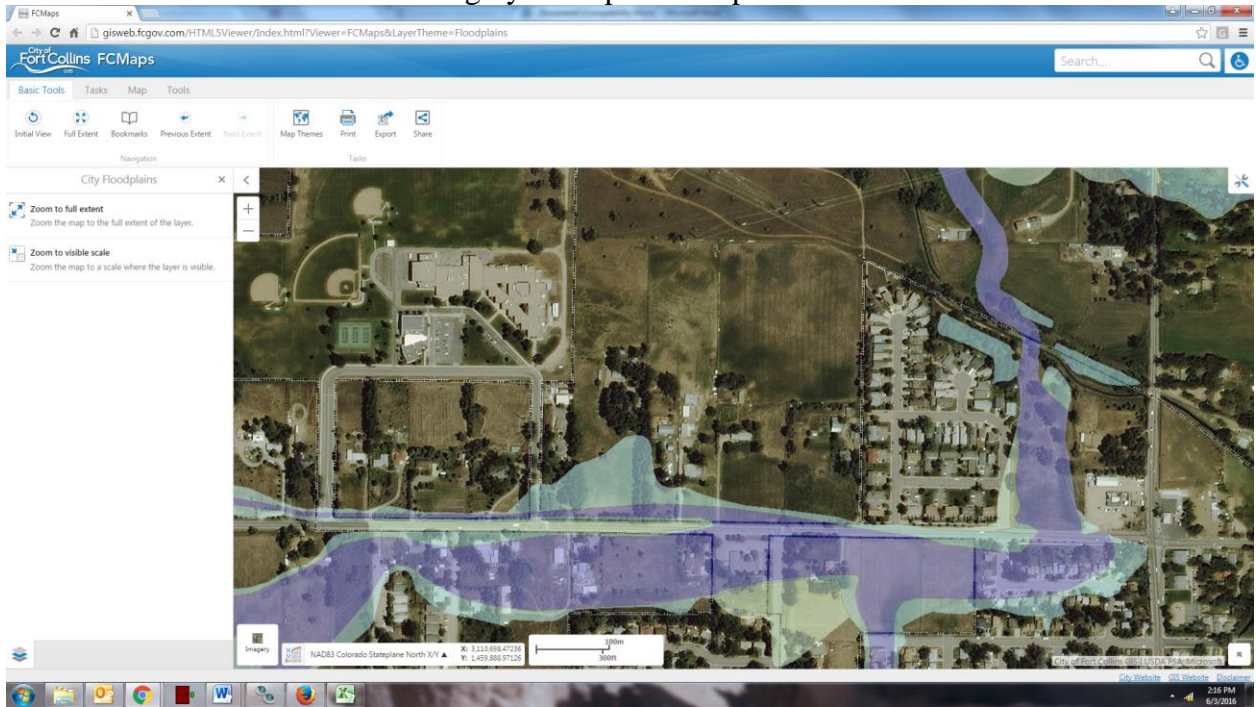 FCMaps
gisweb.fcgov.com/HTML5Viewer/Index.html?Viewer=FCMaps&LayerTheme=Floodplains
City of
Fort Collins FCMaps
GIS
Search...
Basic Tools Tasks Map Tools
Initial View Full Extent Bookmarks Previous Extent Next Extent Map Themes Print Export Share
Navigation Tasks
City Floodplains
Zoom to full extent
Zoom the map to the full extent of the layer.
Zoom to visible scale
Zoom the map to a scale where the layer is visible.
Imagery
NAD83 Colorado Stateplane North X/Y
X: 3,110,898.47236
Y: 1,459,888.97126
100m
300ft
City of Fort Collins GIS | USDA FSA, Microsoft
City Website GIS Website Disclaimer
2:16 PM
6/3/2016